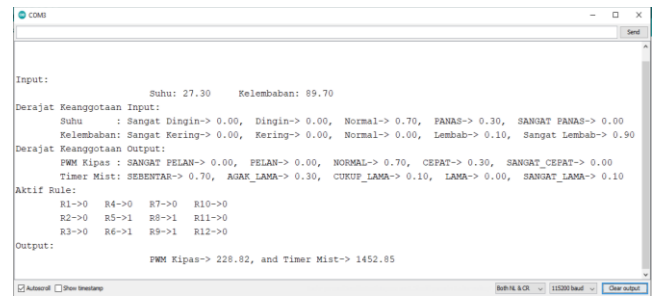 COM3
Send
Input:
Suhu: 27.30 Kelembaban: 89.70
Derajat Keanggotaan Input:
Suhu : Sangat Dingin-> 0.00, Dingin-> 0.00, Normal-> 0.70, PANAS-> 0.30, SANGAT PANAS-> 0.00
Kelembaban: Sangat Kering-> 0.00, Kering-> 0.00, Normal-> 0.00, Lembab-> 0.10, Sangat Lembab-> 0.90
Derajat Keanggotaan Output:
PWM Kipas : SANGAT PELAN-> 0.00, PELAN-> 0.00, NORMAL-> 0.70, CEPAT-> 0.30, SANGAT_CEPAT-> 0.00
Timer Mist: SEBENTAR-> 0.70, AGAK_LAMA-> 0.30, CUKUP_LAMA-> 0.10, LAMA-> 0.00, SANGAT_LAMA-> 0.10
Aktif Rule:
R1->0 R4->0 R7->0 R10->0
R2->0 R5->1 R8->1 R11->0
R3->0 R6->1 R9->1 R12->0
Output:
PWM Kipas-> 228.82, and Timer Mist-> 1452.85
Autoscroll Show timestamp Both NL & CR 115200 baud Clear output